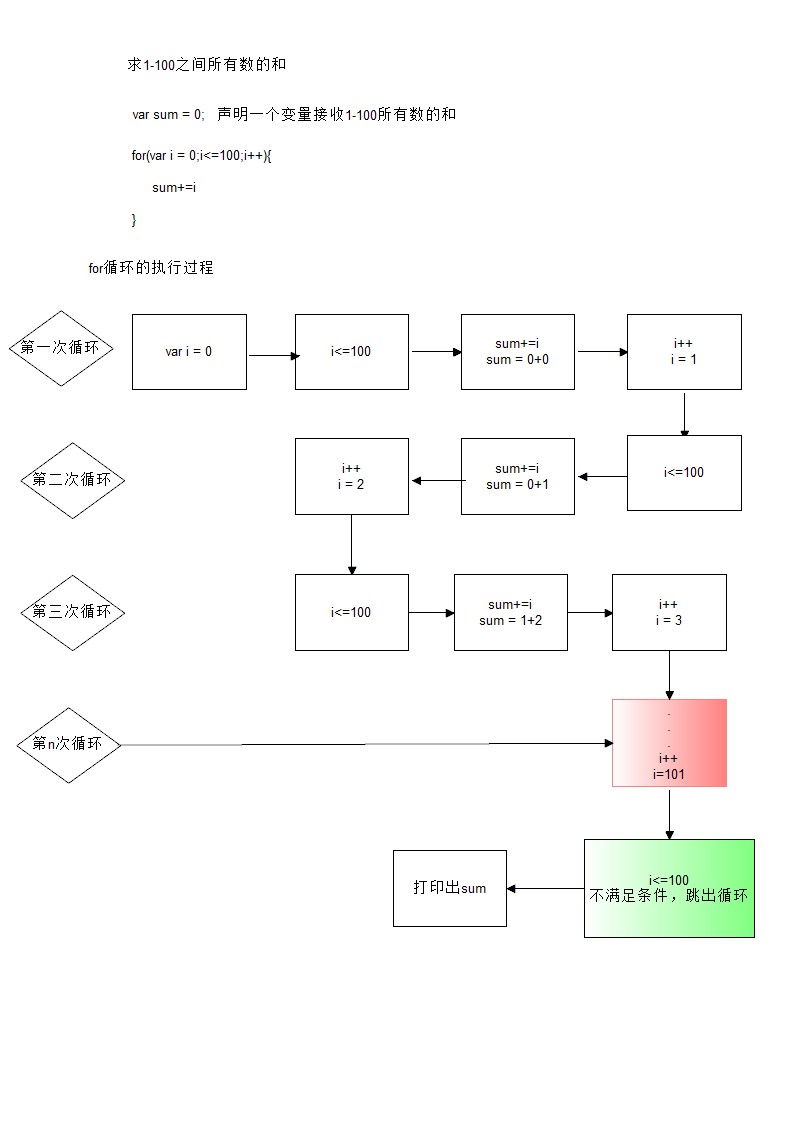 求1-100之间所有数的和
var sum = 0; 声明一个变量接收1-100所有数的和
for(var i = 0;i<=100;i++){
sum+=i
}
for循环的执行过程
第一次循环
var i = 0
i<=100
sum+=i
sum = 0+0
i++
i = 1
第二次循环
i++
i = 2
sum+=i
sum = 0+1
i<=100
第三次循环
i<=100
sum+=i
sum = 1+2
i++
i = 3
第n次循环
.
.
.
i++
i=101
i<=100
不满足条件，跳出循环
打印出sum